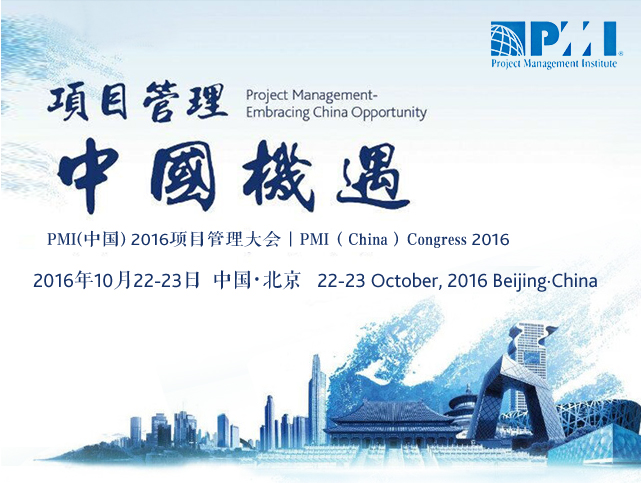 PMI®
Project Management Institute
項目管理
Project Management-
Embracing China Opportunity
中國機遇
PMI(中国) 2016项目管理大会｜PMI（China）Congress 2016
2016年10月22-23日 中国·北京 22-23 October, 2016 Beijing·China